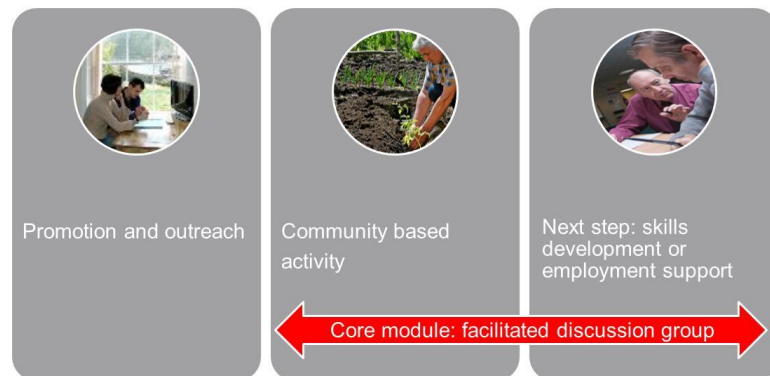 Promotion and outreach
Community based
activity
Next step: skills
development or
employment support
Core module: facilitated discussion group